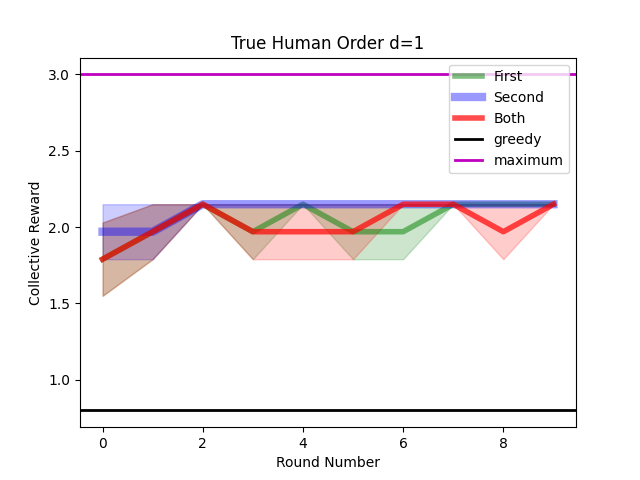 True Human Order d=1
3.0
2.5
2.0
1.5
1.0
Collective Reward
First
Second
Both
greedy
maximum
0
2
4
6
8
Round Number